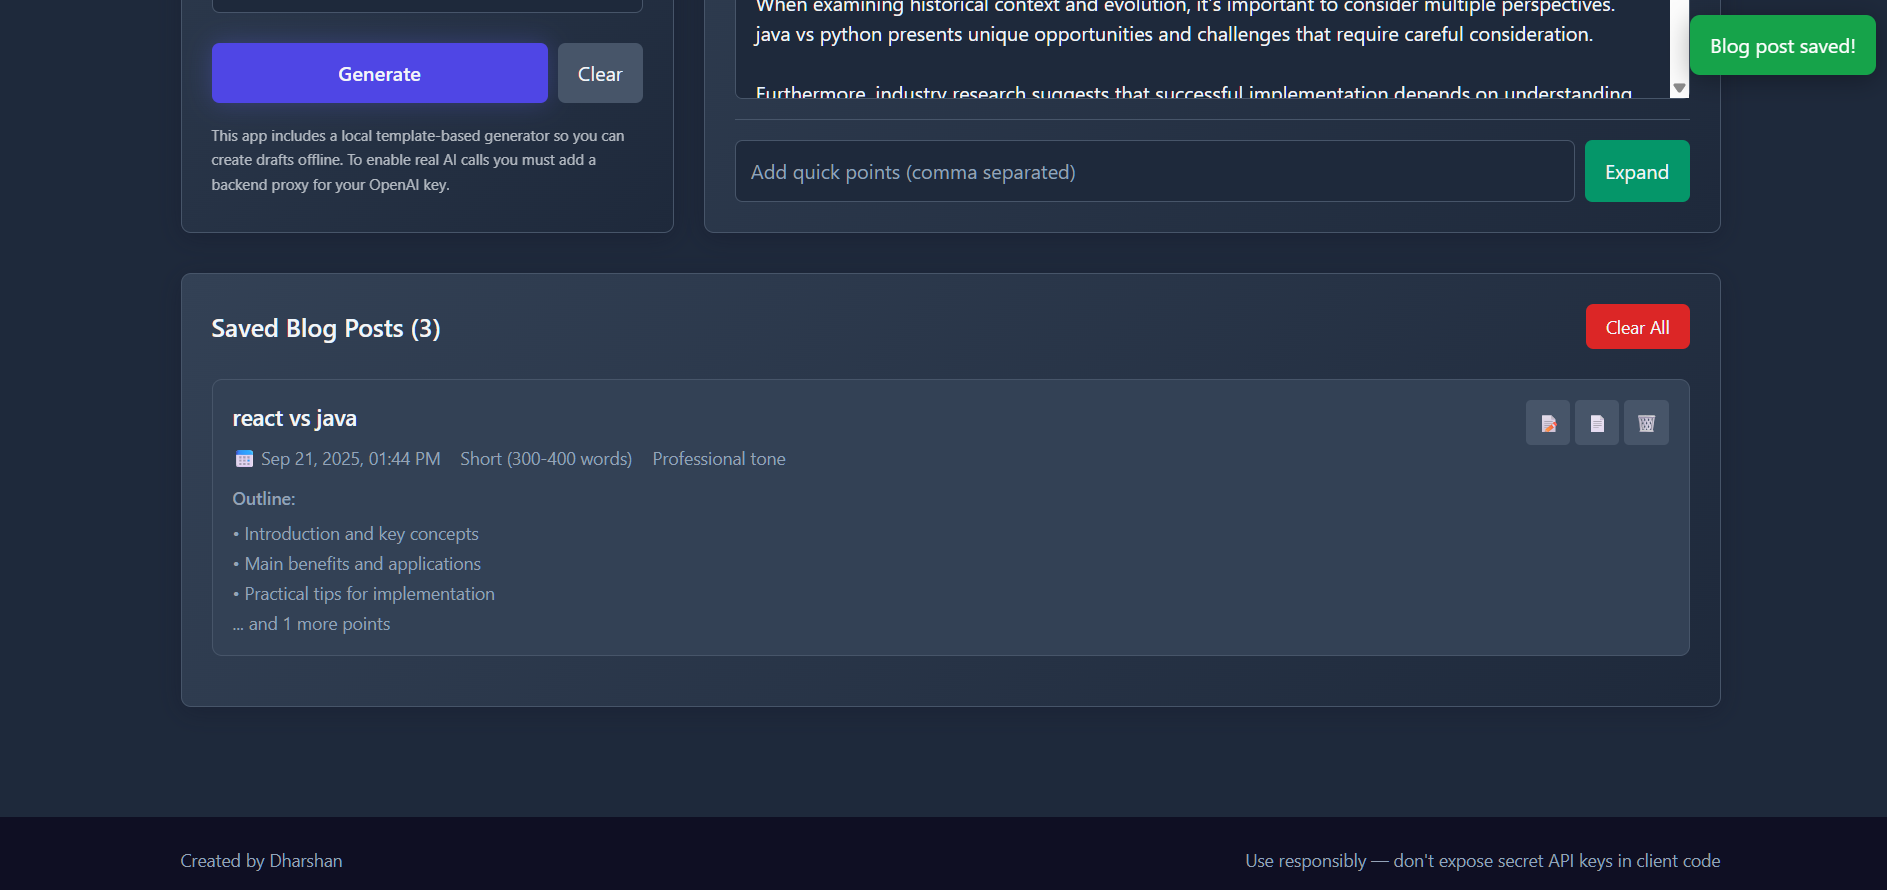 When examining historical context and evolution, it's important to consider multiple perspectives.
java vs python presents unique opportunities and challenges that require careful consideration.
Furthermore, industry research suggests that successful implementation depends on understanding
Blog post saved!
Generate
Clear
This app includes a local template-based generator so you can
create drafts offline. To enable real AI calls you must add a
backend proxy for your OpenAI key.
Add quick points (comma separated)
Expand
Saved Blog Posts (3)
Clear All
react vs java
Sep 21, 2025, 01:44 PM Short (300-400 words) Professional tone
Outline:
• Introduction and key concepts
• Main benefits and applications
• Practical tips for implementation
... and 1 more points
Created by Dharshan
Use responsibly — don't expose secret API keys in client code